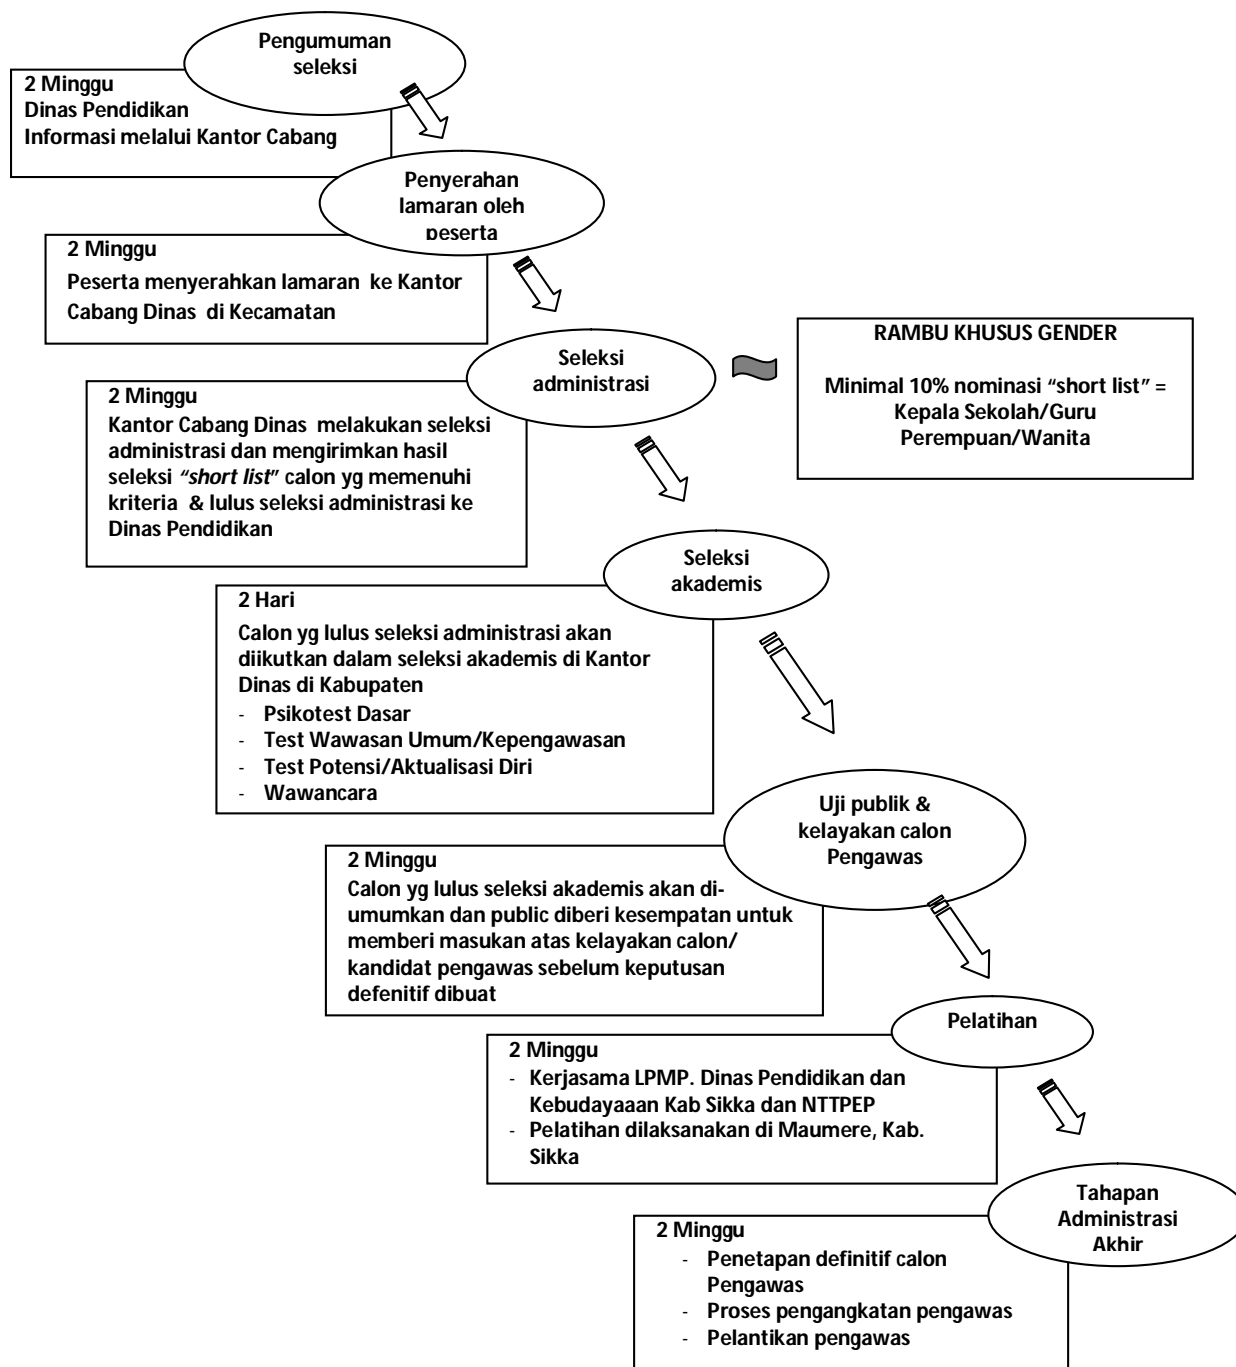 Pengumuman
seleksi
2 Minggu
Dinas Pendidikan
Informasi melalui Kantor Cabang
Penyerahan
lamaran oleh
peserta
2 Minggu
Peserta menyerahkan lamaran ke Kantor
Cabang Dinas di Kecamatan
Seleksi
administrasi
RAMBU KHUSUS GENDER
Minimal 10% nominasi “short list” =
Kepala Sekolah/Guru
Perempuan/Wanita
2 Minggu
Kantor Cabang Dinas melakukan seleksi
administrasi dan mengirimkan hasil
seleksi “short list” calon yg memenuhi
kriteria & lulus seleksi administrasi ke
Dinas Pendidikan
Seleksi
akademis
2 Hari
Calon yg lulus seleksi administrasi akan
diikutkan dalam seleksi akademis di Kantor
Dinas di Kabupaten
- Psikotest Dasar
- Test Wawasan Umum/Kepengawasan
- Test Potensi/Aktualisasi Diri
- Wawancara
Uji publik &
kelayakan calon
Pengawas
2 Minggu
Calon yg lulus seleksi akademis akan di-
umumkan dan public diberi kesempatan untuk
memberi masukan atas kelayakan calon/
kandidat pengawas sebelum keputusan
defenitif dibuat
Pelatihan
2 Minggu
- Kerjasama LPMP. Dinas Pendidikan dan
Kebudayaaan Kab Sikka dan NTTPEP
- Pelatihan dilaksanakan di Maumere, Kab.
Sikka
Tahapan
Administrasi
Akhir
2 Minggu
- Penetapan definitif calon
Pengawas
- Proses pengangkatan pengawas
- Pelantikan pengawas